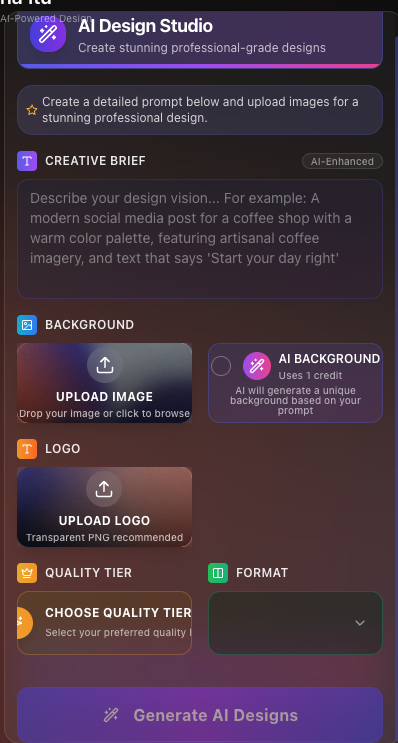 AI-Powered Design
AI Design Studio
Create stunning professional-grade designs
Create a detailed prompt below and upload images for a
stunning professional design.
CREATIVE BRIEF
AI-Enhanced
Describe your design vision... For example: A
modern social media post for a coffee shop with a
warm color palette, featuring artisanal coffee
imagery, and text that says 'Start your day right'
BACKGROUND
UPLOAD IMAGE
Drop your image or click to browse
AI BACKGROUND
Uses 1 credit
AI will generate a unique
background based on your
prompt
LOGO
UPLOAD LOGO
Transparent PNG recommended
QUALITY TIER
FORMAT
CHOOSE QUALITY TIER
Select your preferred quality
Generate AI Designs